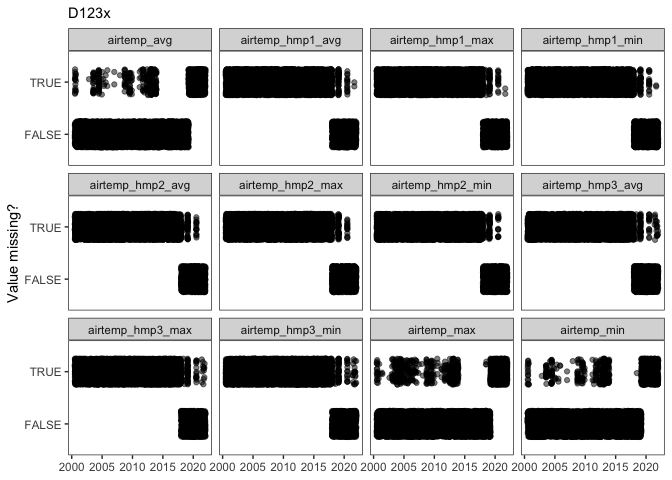 D123x
airtemp_avg airtemp_hmp1_avg airtemp_hmp1_max airtemp_hmp1_min
TRUE
FALSE
airtemp_hmp2_avg airtemp_hmp2_max airtemp_hmp2_min airtemp_hmp3_avg
Value missing?
TRUE
FALSE
airtemp_hmp3_max airtemp_hmp3_min airtemp_max airtemp_min
TRUE
FALSE
2000 2005 2010 2015 2020 2000 2005 2010 2015 2020 2000 2005 2010 2015 2020 2000 2005 2010 2015 2020